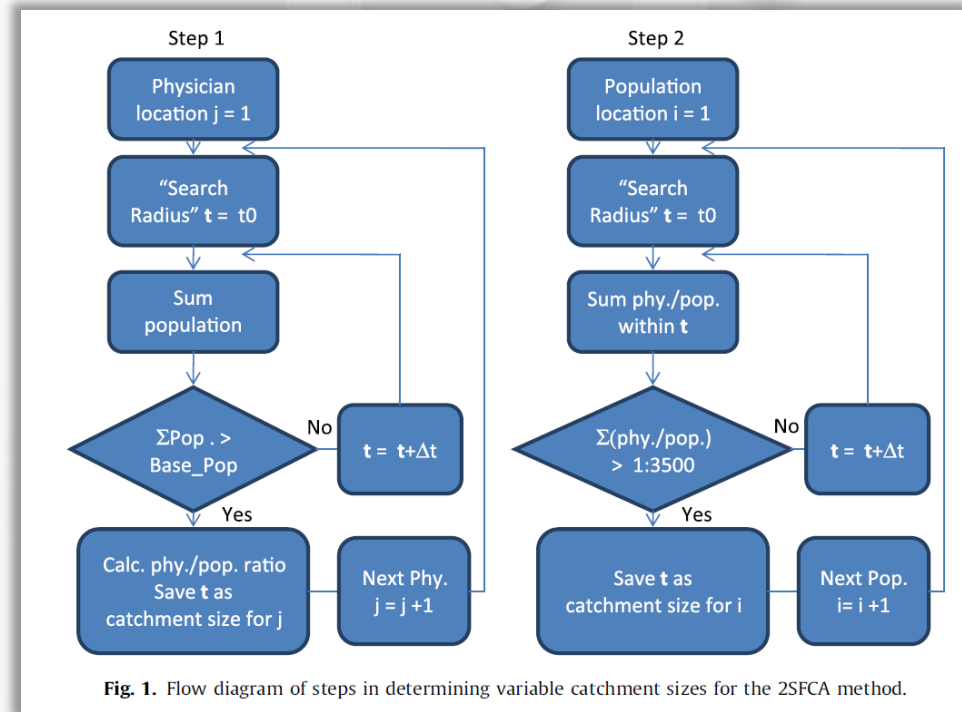 Step 1
Physician
location j = 1
“Search
Radius” t = t0
Sum
population
ΣPop . >
Base_Pop
No
t = t+Δt
Yes
Calc. phy./pop. ratio
Save t as
catchment size for j
Next Phy.
j = j +1
Step 2
Population
location i = 1
“Search
Radius” t = t0
Sum phy./pop.
within t
Σ(phy./pop.)
> 1:3500
No
t = t+Δt
Yes
Save t as
catchment size for i
Next Pop.
i= i +1
Fig. 1. Flow diagram of steps in determining variable catchment sizes for the 2SFCA method.